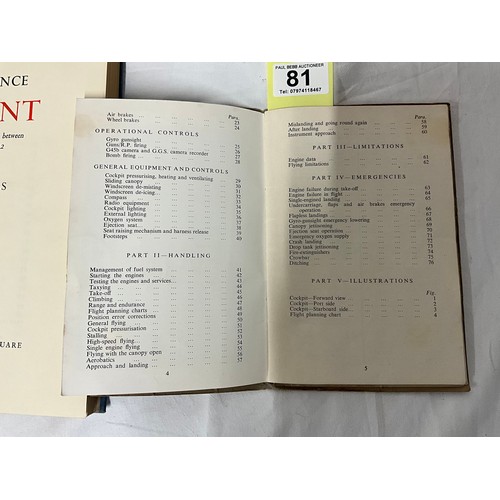 NCE
NT
between
2
S
UARE
PAUL BEBB AUCTIONEER
81
Tel: 07974118467
Para.
Air brakes ... 23
Wheel brakes ... 24
OPERATIONAL CONTROLS
Gyro gunsight ... 25
Guns/R.P. firing ... 26
G45b camera and G.G.S. camera recorder ... 27
Bomb firing ... 28
GENERAL EQUIPMENT AND CONTROLS
Cockpit pressurising, heating and ventilating ... 29
Sliding canopy ... 30
Windscreen de-misting ... 31
Windscreen de-icing ... 32
Compass ... 33
Radio equipment ... 34
Cockpit lighting ... 35
External lighting ... 36
Oxygen system ... 37
Ejection seat ... 38
Seat raising mechanism and harness release ... 39
Footsteps ... 40
PART II—HANDLING
Management of fuel system ... 41
Starting the engines ... 42
Testing the engines and services ... 43
Taxying ... 44
Take-off ... 45
Climbing ... 46
Range and endurance ... 47
Flight planning charts ... 48
Position error corrections ... 49
General flying ... 50
Cockpit pressurisation ... 51
Stalling ... 52
High-speed flying ... 53
Single engine flying ... 54
Flying with the canopy open ... 55
Aerobatics ... 56
Approach and landing ... 57
4
Para.
Mislanding and going round again ... 58
After landing ... 59
Instrument approach ... 60
PART III—LIMITATIONS
Engine data ... 61
Flying limitations ... 62
PART IV—EMERGENCIES
Engine failure during take-off ... 63
Engine failure in flight ... 64
Single-engined landing ... 65
Undercarriage, flaps and air brakes emergency
operation ... 66
Flapless landings ... 67
Gyro-gunsight emergency lowering ... 68
Canopy jettisoning ... 69
Ejection seat operation ... 70
Emergency oxygen supply ... 71
Crash landing ... 72
Drop tank jettisoning ... 73
Fire-extinguishers ... 74
Crowbar ... 75
Ditching ... 76
PART V—ILLUSTRATIONS
Fig.
Cockpit—Forward view ... 1
Cockpit—Port side ... 2
Cockpit—Starboard side ... 3
Flight planning chart ... 4
5